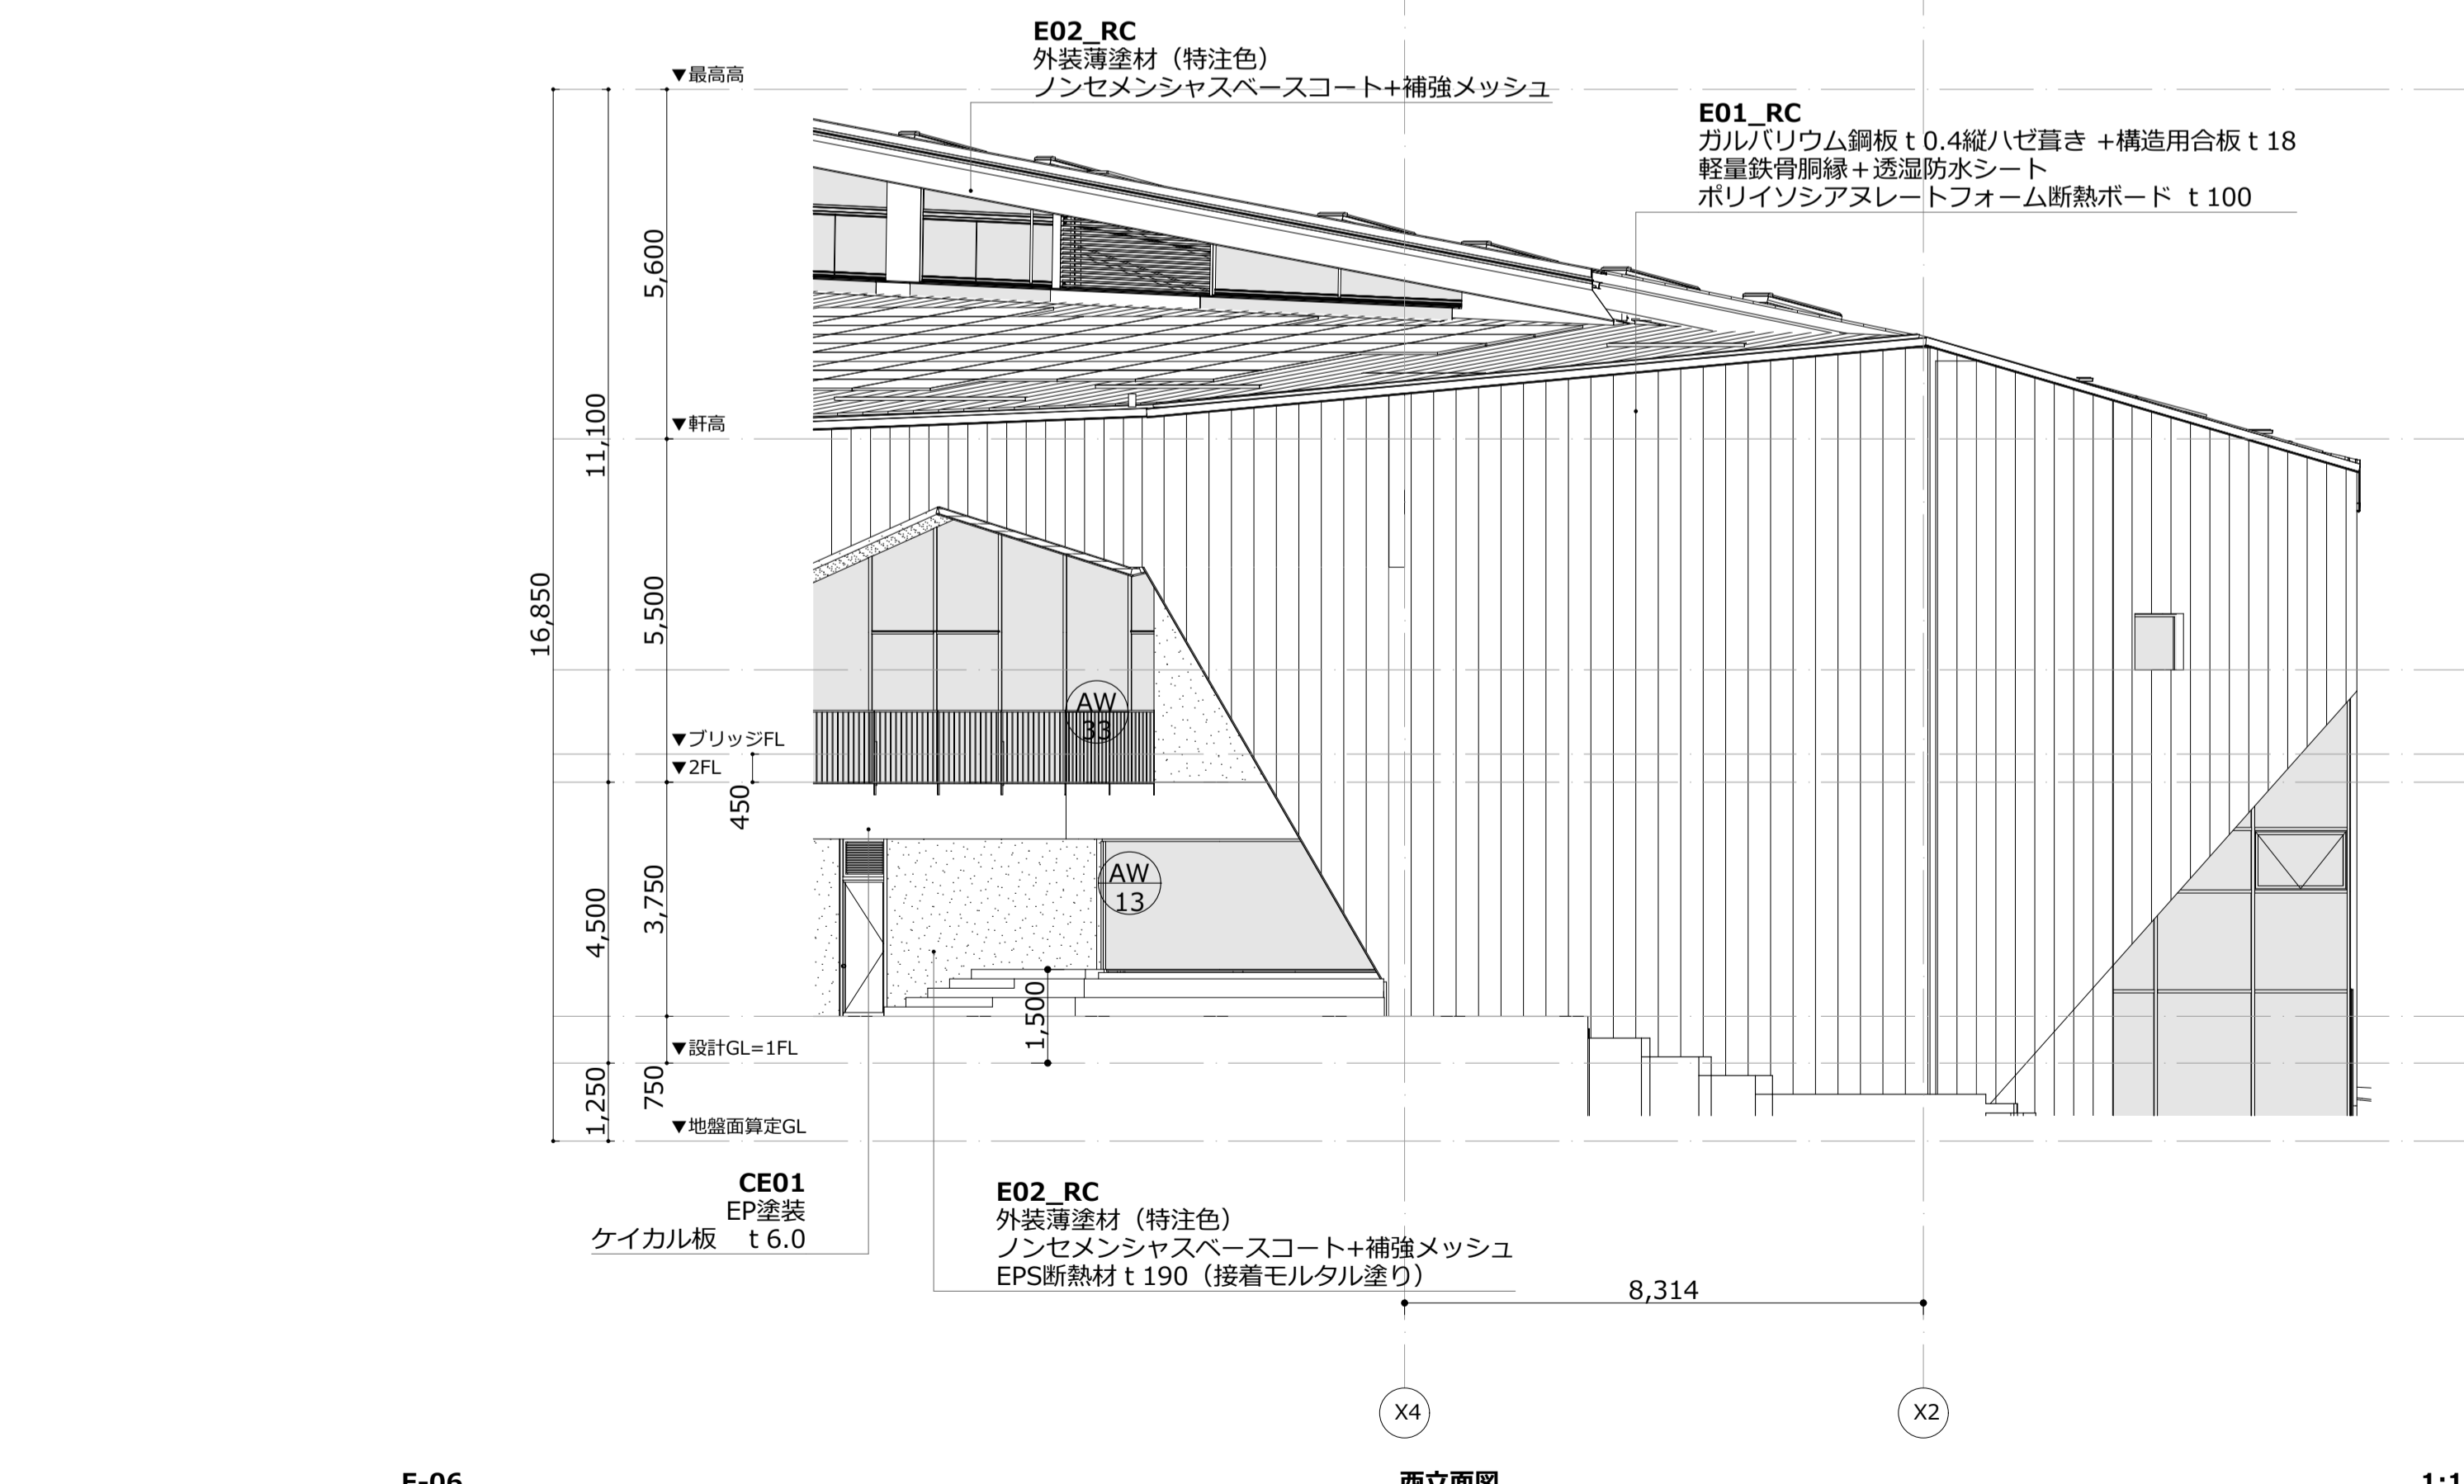 E02_RC
外装薄塗材（特注色）
ノンセメンシャスベースコート+補強メッシュ
▼最高高
E01_RC
ガルバリウム鋼板 t 0.4縦ハゼ葺き +構造用合板 t 18
軽量鉄骨胴縁＋透湿防水シート
ポリイソシアヌレートフォーム断熱ボード t 100
5,600
11,100
▼軒高
16,850
5,500
AW
33
▼ブリッジFL
▼2FL
450
AW
13
3,750
4,500
1,500
▼設計GL=1FL
750
1,250
▼地盤面算定GL
CE01
EP塗装
ケイカル板 t 6.0
E02_RC
外装薄塗材（特注色）
ノンセメンシャスベースコート+補強メッシュ
EPS断熱材 t 190（接着モルタル塗り）
8,314
X4
X2
E-06
西立面図